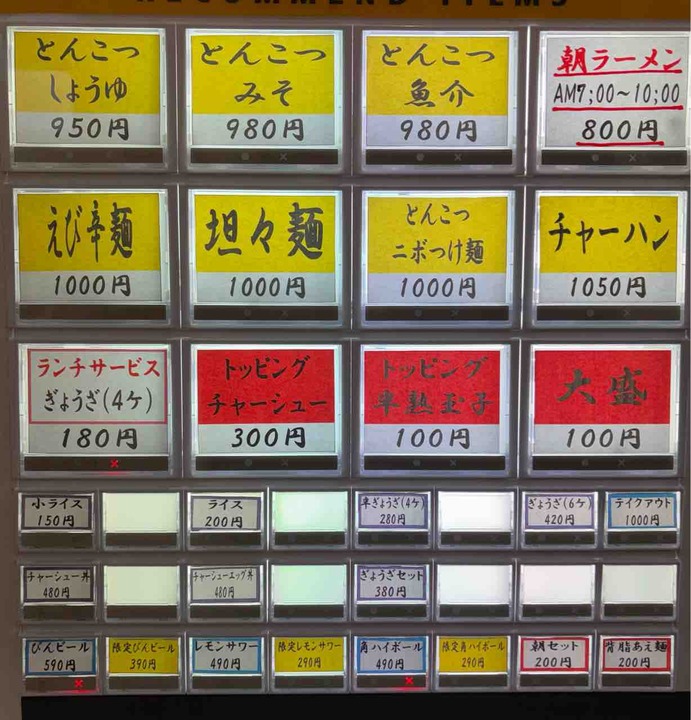 RECOMMEND ITEMS
とんこつ
しょうゆ
950円
とんこつ
みそ
980円
とんこつ
魚介
980円
朝ラーメン
AM7;00~10;00
800円
えび辛麺
1000円
坦々麺
1000円
とんこつ
ニボつけ麺
1000円
チャーハン
1050円
ランチサービス
ぎょうざ(4ケ)
180円
トッピング
チャーシュー
300円
トッピング
半熟玉子
100円
大盛
100円
小ライス
150円
ライス
200円
半ぎょうざ(4ケ)
280円
ぎょうざ(6ケ)
420円
テイクアウト
1000円
チャーシュー丼
480円
チャーシューエッグ丼
480円
ぎょうざセット
380円
びんビール
590円
限定びんビール
390円
レモンサワー
490円
限定レモンサワー
290円
角ハイボール
490円
限定角ハイボール
290円
朝セット
200円
背脂あえ麺
200円